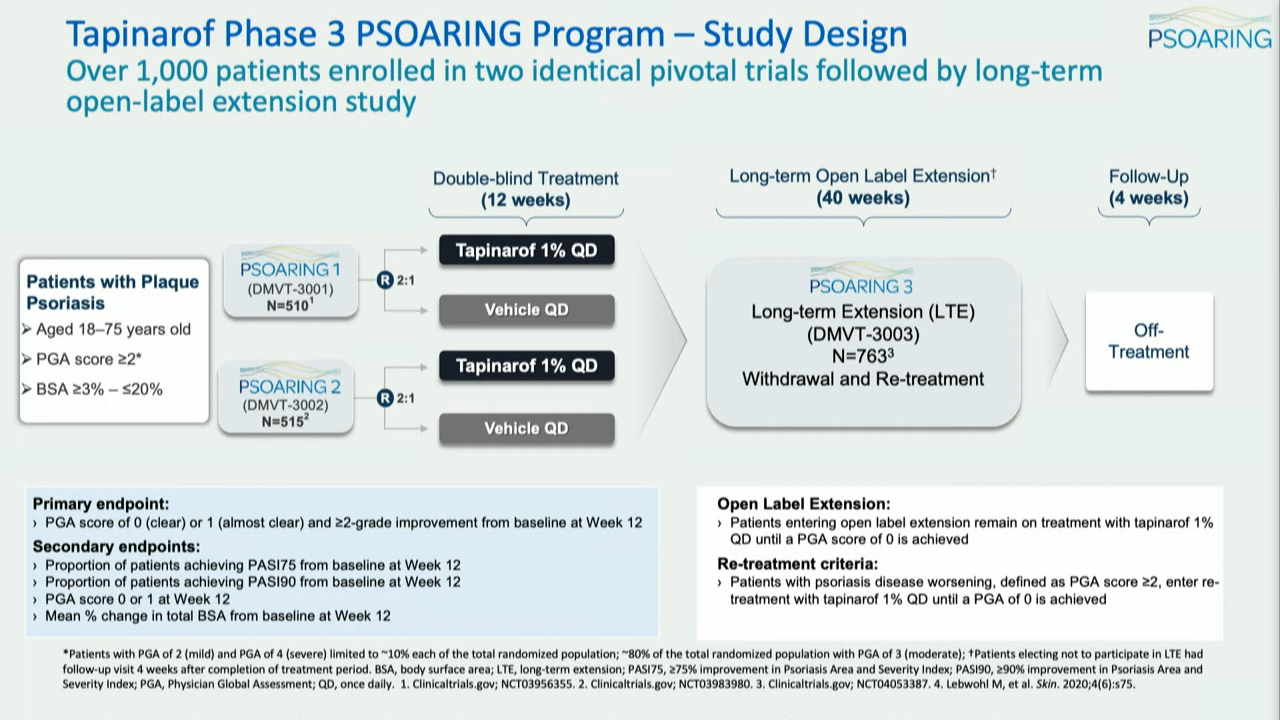 Tapinarof Phase 3 PSOARING Program – Study Design
PSOARING
Over 1,000 patients enrolled in two identical pivotal trials followed by long-term
open-label extension study
Double-blind Treatment
(12 weeks)
Long-term Open Label Extension†
(40 weeks)
Follow-Up
(4 weeks)
Patients with Plaque
Psoriasis
➢ Aged 18–75 years old
➢ PGA score ≥2*
➢ BSA ≥3% – ≤20%
PSOARING 1
(DMVT-3001)
N=510¹
R 2:1
Tapinarof 1% QD
Vehicle QD
PSOARING 2
(DMVT-3002)
N=515²
R 2:1
Tapinarof 1% QD
Vehicle QD
PSOARING 3
Long-term Extension (LTE)
(DMVT-3003)
N=763³
Withdrawal and Re-treatment
Off-
Treatment
Primary endpoint:
› PGA score of 0 (clear) or 1 (almost clear) and ≥2-grade improvement from baseline at Week 12
Secondary endpoints:
› Proportion of patients achieving PASI75 from baseline at Week 12
› Proportion of patients achieving PASI90 from baseline at Week 12
› PGA score 0 or 1 at Week 12
› Mean % change in total BSA from baseline at Week 12
Open Label Extension:
› Patients entering open label extension remain on treatment with tapinarof 1%
QD until a PGA score of 0 is achieved
Re-treatment criteria:
› Patients with psoriasis disease worsening, defined as PGA score ≥2, enter re-
treatment with tapinarof 1% QD until a PGA of 0 is achieved
*Patients with PGA of 2 (mild) and PGA of 4 (severe) limited to ~10% each of the total randomized population; ~80% of the total randomized population with PGA of 3 (moderate); †Patients electing not to participate in LTE had
follow-up visit 4 weeks after completion of treatment period. BSA, body surface area; LTE, long-term extension; PASI75, ≥75% improvement in Psoriasis Area and Severity Index; PASI90, ≥90% improvement in Psoriasis Area and
Severity Index; PGA, Physician Global Assessment; QD, once daily. 1. Clinicaltrials.gov; NCT03956355. 2. Clinicaltrials.gov; NCT03983980. 3. Clinicaltrials.gov; NCT04053387. 4. Lebwohl M, et al. Skin. 2020;4(6):s75.